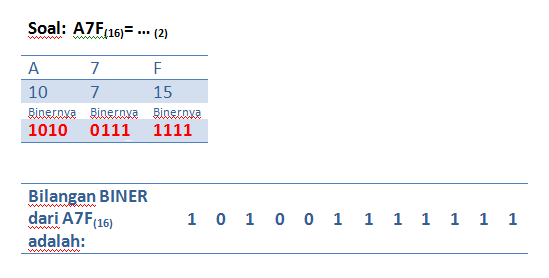 Soal: A7F(16)= ... (2)
A 7 F
10 7 15
Binernya Binernya Binernya
1010 0111 1111
Bilangan BINER
dari A7F(16) 1 0 1 0 0 1 1 1 1 1 1 1
adalah: